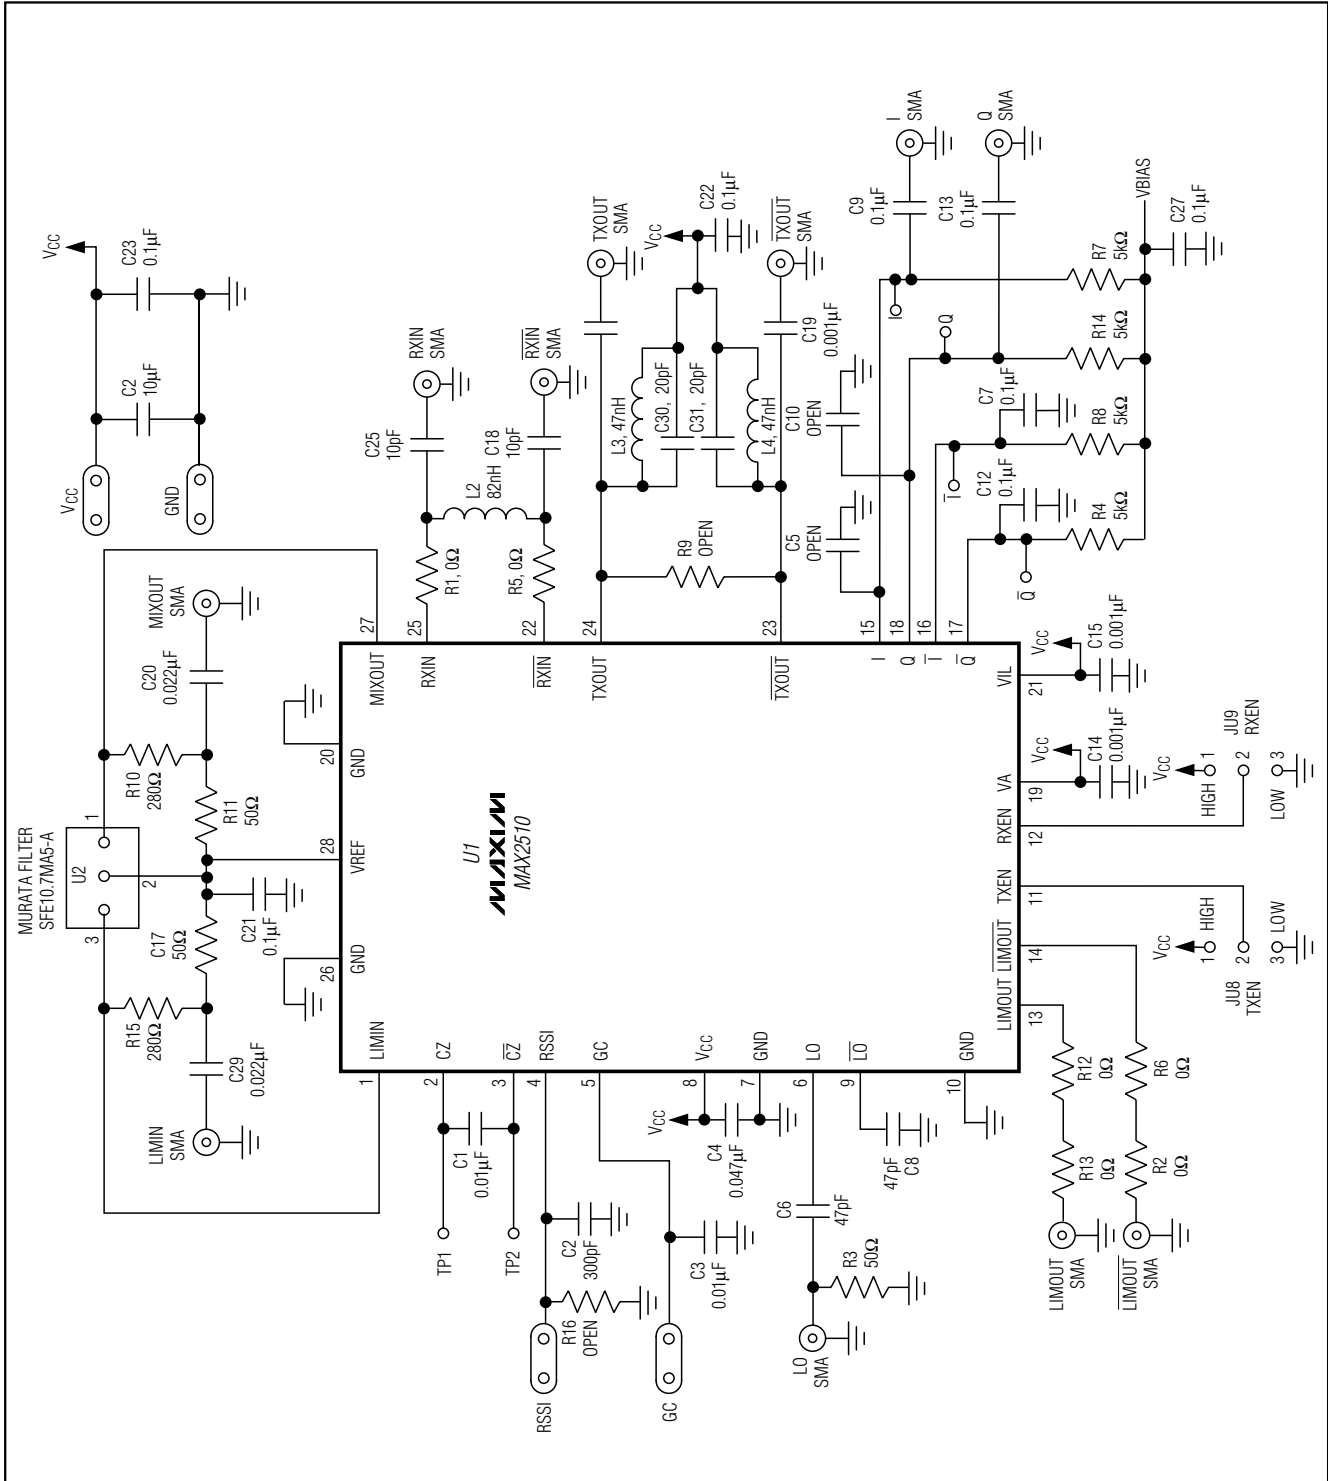 VCC
C23
0.1µF
C2
10µF
VCC
GND
MURATA FILTER
SFE10.7MA5-A
U2
1
2
3
R10
280Ω
R11
50Ω
C20
0.022µF
MIXOUT
SMA
C21
0.1µF
C17
50Ω
R15
280Ω
C29
0.022µF
LIMIN
SMA
RXIN
SMA
C25
10pF
L2
82nH
C18
10pF
R̅X̅I̅N̅
SMA
R1, 0Ω
R5, 0Ω
TXOUT
SMA
L3, 47nH
C30, 20pF
C31, 20pF
L4, 47nH
VCC
C22
0.1µF
T̅X̅O̅U̅T̅
SMA
C19
0.001µF
R9
OPEN
C10
OPEN
C5
OPEN
I
SMA
C9
0.1µF
Q
SMA
C13
0.1µF
I
Q
I̅
Q̅
C7
0.1µF
C12
0.1µF
R7
5kΩ
R14
5kΩ
R8
5kΩ
R4
5kΩ
VBIAS
C27
0.1µF
U1
MAXIM
MAX2510
27
MIXOUT
25
RXIN
22
R̅X̅I̅N̅
24
TXOUT
23
T̅X̅O̅U̅T̅
15
I
18
Q
16
I̅
17
Q̅
20
GND
28
VREF
26
GND
1
LIMIN
2
CZ
3
C̅Z̅
4
RSSI
5
GC
8
VCC
7
GND
6
LO
9
L̅O̅
10
GND
21
VIL
19
VA
12
RXEN
11
TXEN
14
L̅I̅M̅O̅U̅T̅
13
LIMOUT
VCC
C15
0.001µF
VCC
C14
0.001µF
JU9
RXEN
VCC
HIGH
1
2
3
LOW
JU8
TXEN
VCC
1
HIGH
2
3
LOW
TP1
C1
0.01µF
TP2
C2
300pF
R16
OPEN
RSSI
C3
0.01µF
GC
VCC
C4
0.047µF
C6
47pF
R3
50Ω
LO
SMA
47pF
C8
R12
0Ω
R13
0Ω
LIMOUT
SMA
R6
0Ω
R2
0Ω
L̅I̅M̅O̅U̅T̅
SMA